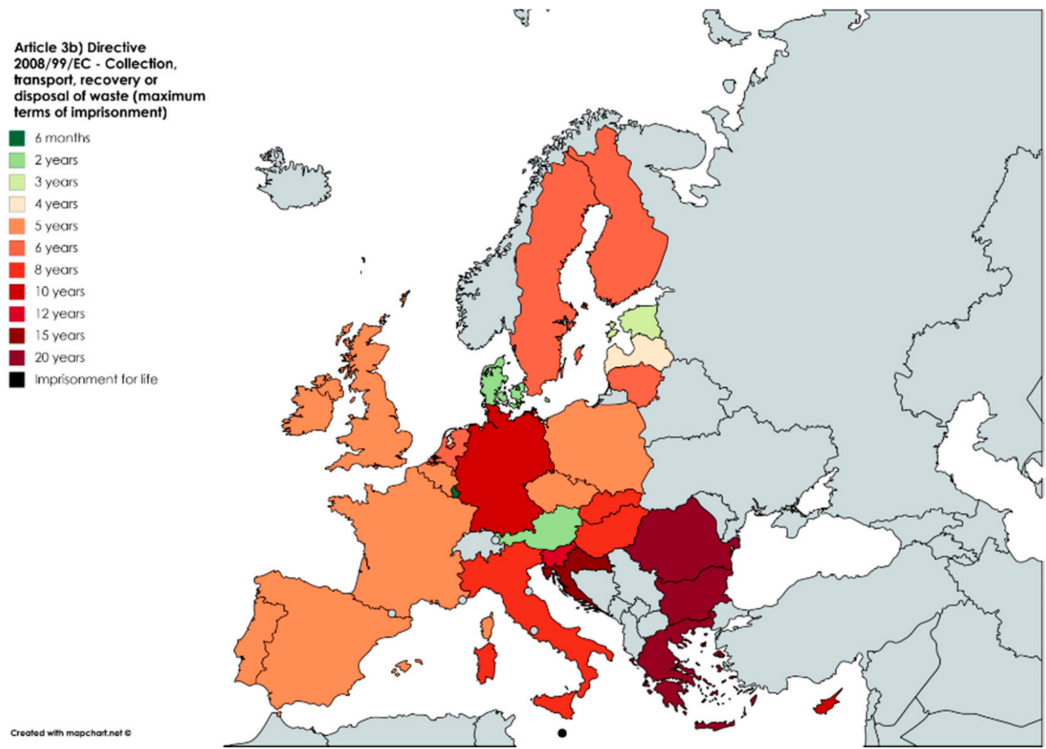 Article 3b) Directive
2008/99/EC - Collection,
transport, recovery or
disposal of waste (maximum
terms of imprisonment)
6 months
2 years
3 years
4 years
5 years
6 years
8 years
10 years
12 years
15 years
20 years
Imprisonment for life
Created with mapchart.net ©